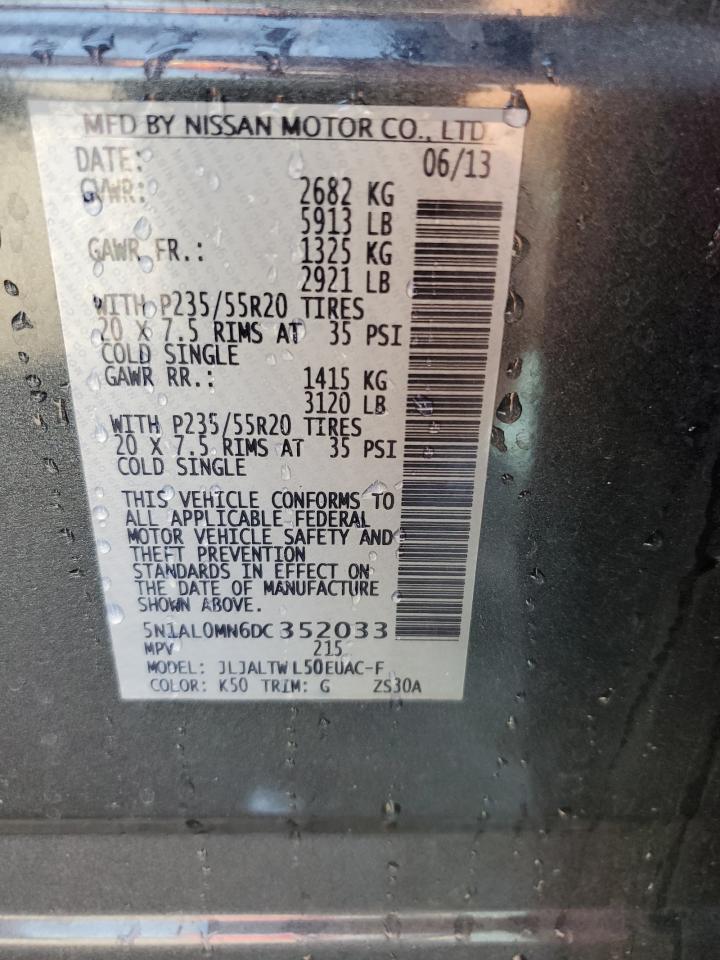 MFD BY NISSAN MOTOR CO., LTD
DATE: 06/13
GVWR: 2682 KG
5913 LB
GAWR FR.: 1325 KG
2921 LB
WITH P235/55R20 TIRES
20 X 7.5 RIMS AT 35 PSI
COLD SINGLE
GAWR RR.: 1415 KG
3120 LB
WITH P235/55R20 TIRES
20 X 7.5 RIMS AT 35 PSI
COLD SINGLE
THIS VEHICLE CONFORMS TO
ALL APPLICABLE FEDERAL
MOTOR VEHICLE SAFETY AND
THEFT PREVENTION
STANDARDS IN EFFECT ON
THE DATE OF MANUFACTURE
SHOWN ABOVE.
5N1AL0MN6DC352033
MPV 215
MODEL: JLJALTWL50EUAC-F
COLOR: K50 TRIM: G ZS30A